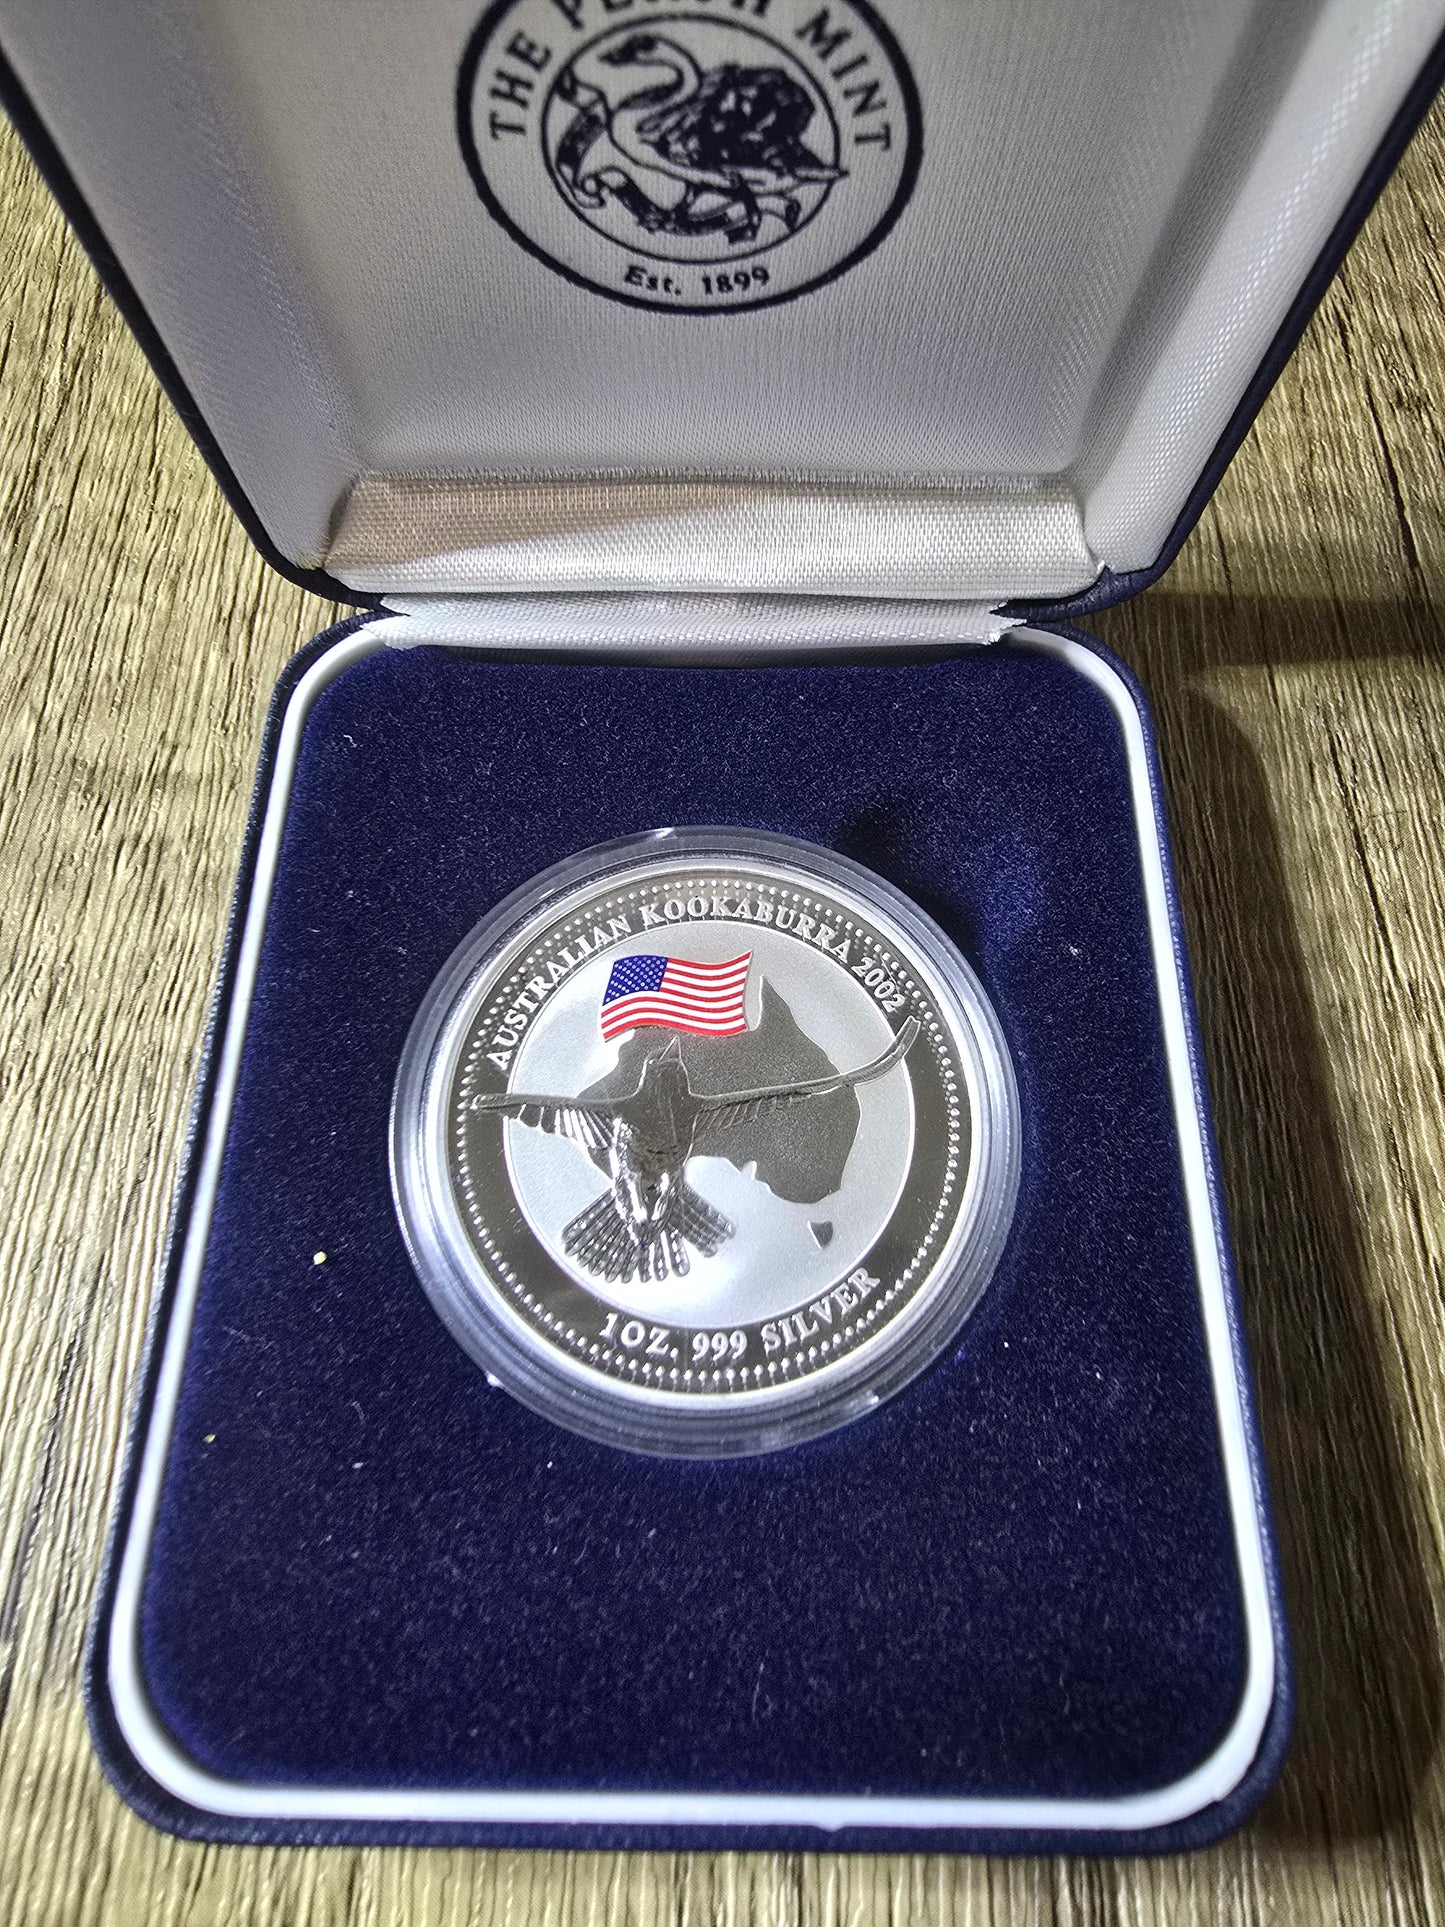 THE PERTH MINT
Est. 1899
AUSTRALIAN KOOKABURRA 2002
1OZ. 999 SILVER